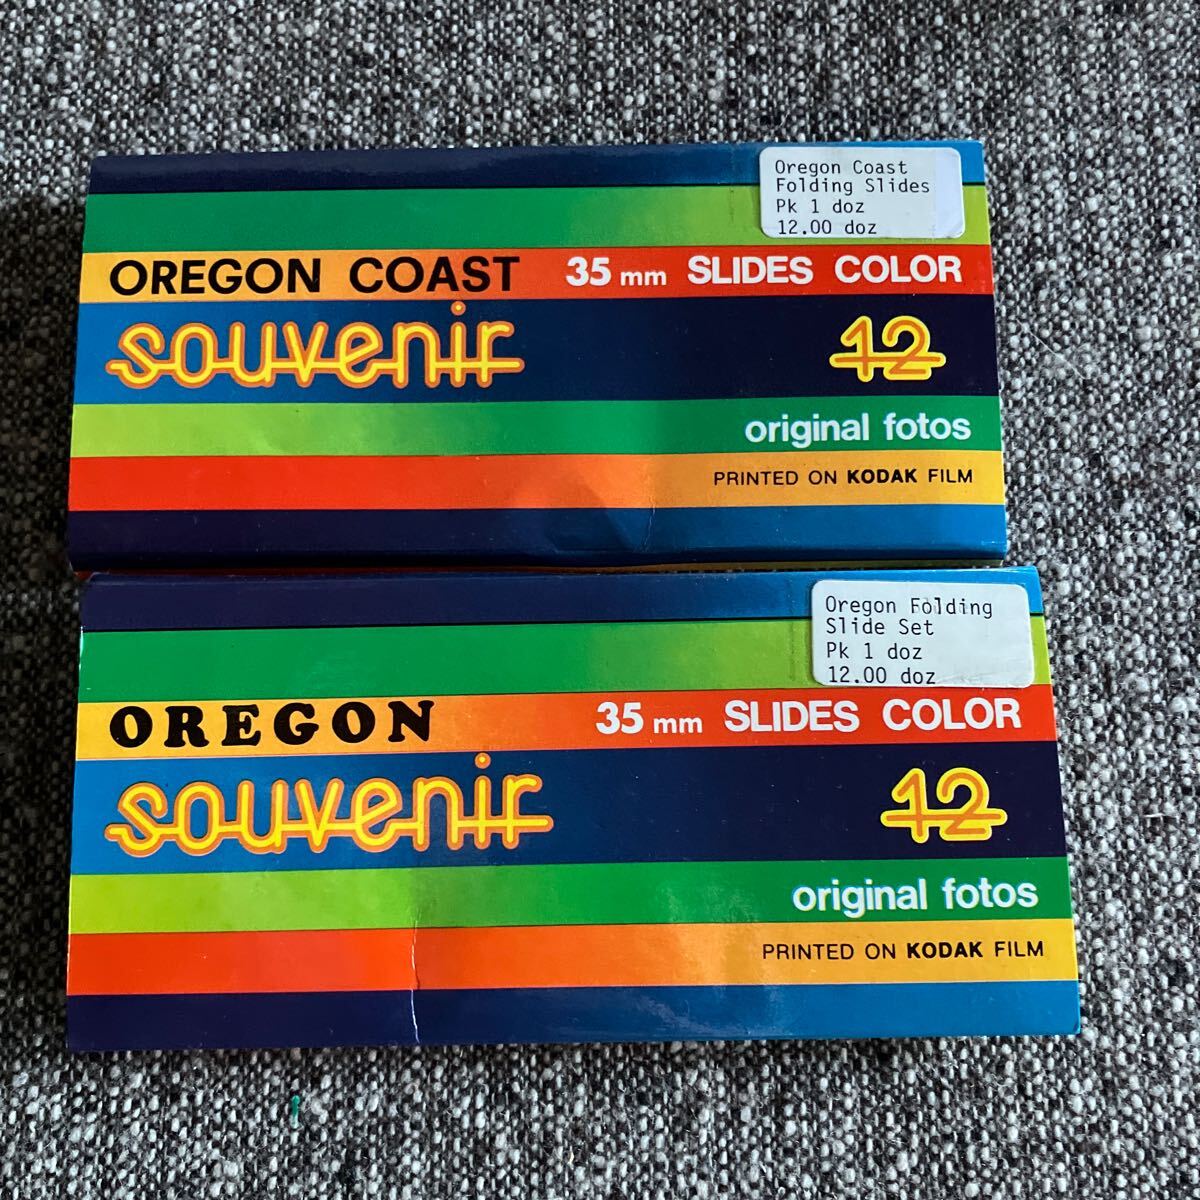 Oregon Coast
Folding Slides
Pk 1 doz
12.00 doz
OREGON COAST 35 mm SLIDES COLOR
souvenir 12
original fotos
PRINTED ON KODAK FILM
Oregon Folding
Slide Set
Pk 1 doz
12.00 doz
OREGON 35 mm SLIDES COLOR
souvenir 12
original fotos
PRINTED ON KODAK FILM